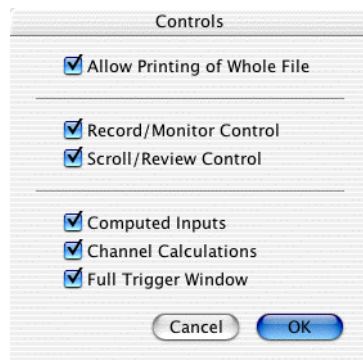 Controls
Allow Printing of Whole File
Record/Monitor Control
Scroll/Review Control
Computed Inputs
Channel Calculations
Full Trigger Window
Cancel OK